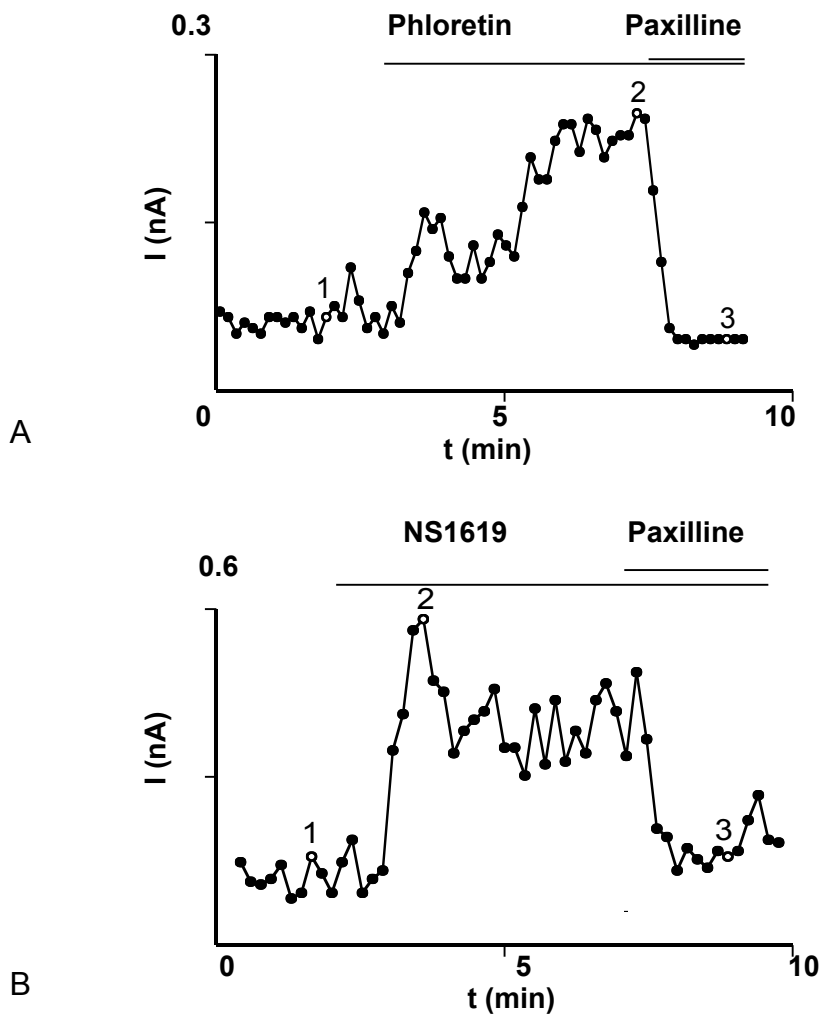 0.3 Phloretin Paxilline
2
I (nA)
1
3
0 5 10
A
t (min)
NS1619 Paxilline
0.6
2
I (nA)
1
3
0 5 10
B
t (min)